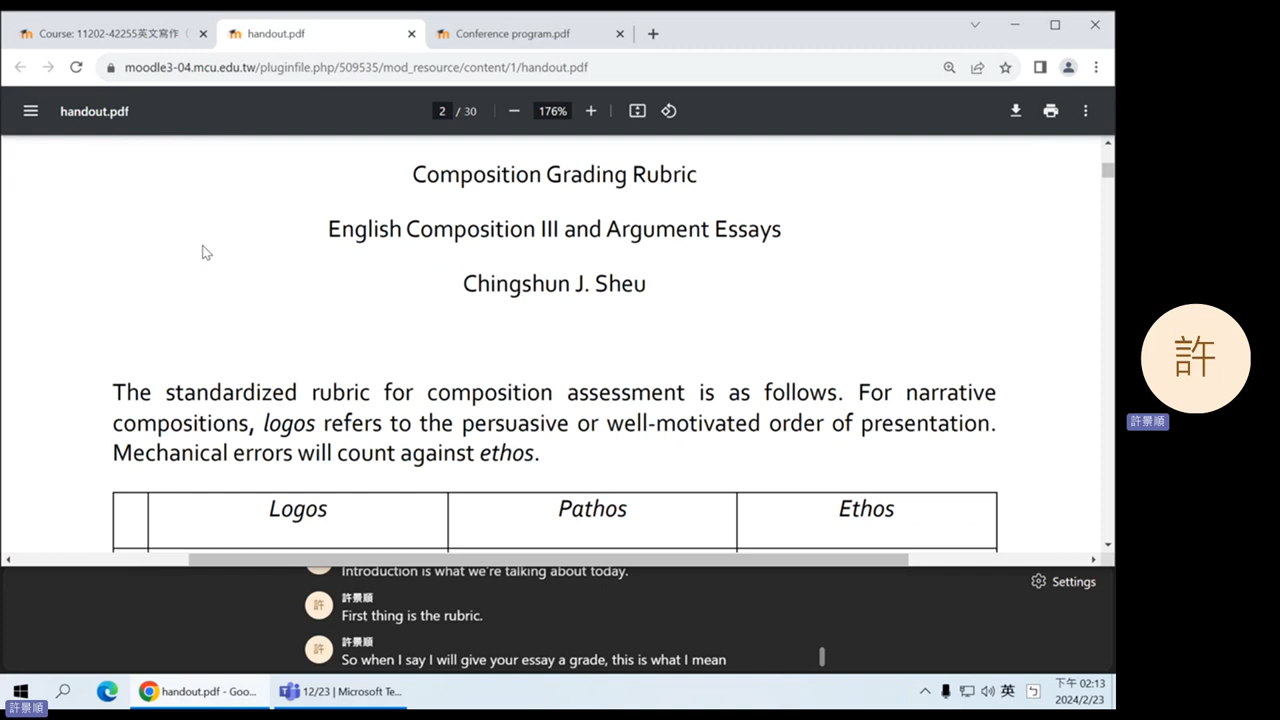 Course: 11202-42255英文寫作（
handout.pdf
Conference program.pdf
moodle3-04.mcu.edu.tw/pluginfile.php/509535/mod_resource/content/1/handout.pdf
handout.pdf
2 / 30
176%
Composition Grading Rubric
English Composition III and Argument Essays
Chingshun J. Sheu
The standardized rubric for composition assessment is as follows. For narrative
compositions, logos refers to the persuasive or well-motivated order of presentation.
Mechanical errors will count against ethos.
Logos Pathos Ethos
許
許景順
Introduction is what we're talking about today.
Settings
許
許景順
First thing is the rubric.
許
許景順
So when I say I will give your essay a grade, this is what I mean
handout.pdf - Goo...
12/23 | Microsoft Te...
英
ㄅ
下午 02:13
2024/2/23
許景順